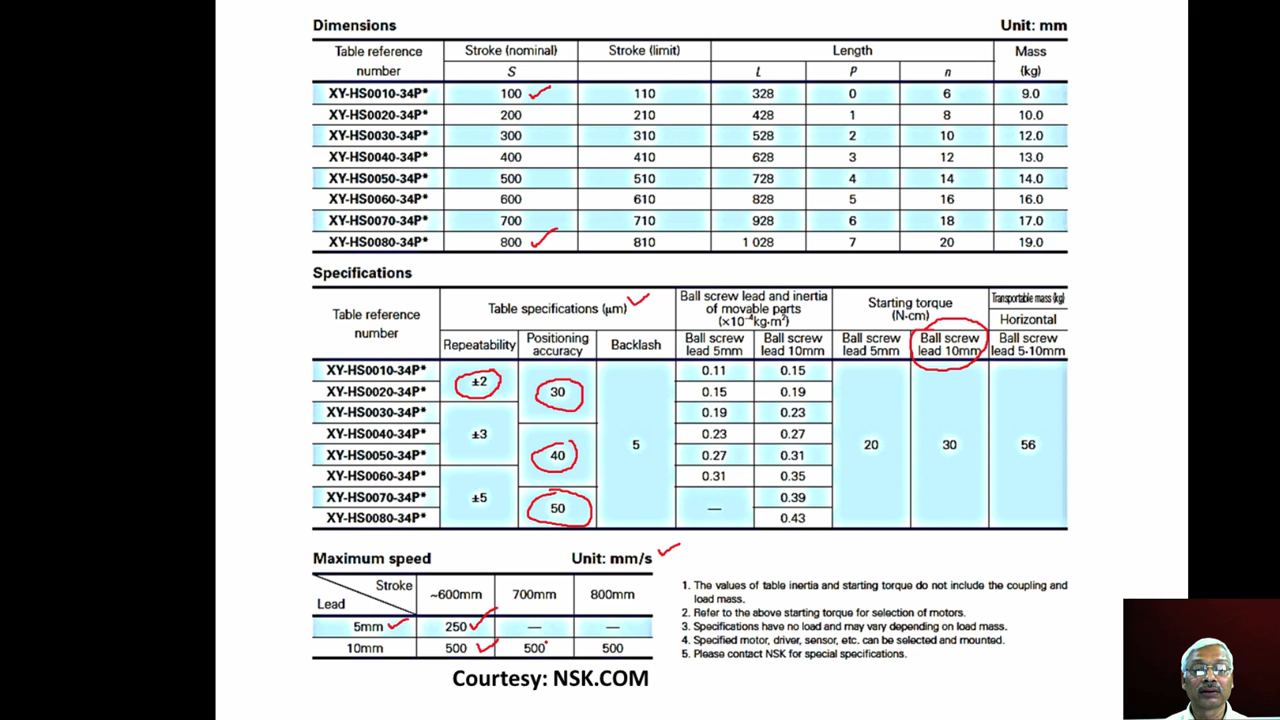 Dimensions Unit: mm
Table reference number Stroke (nominal) Stroke (limit) Length Mass (kg)
S L P n
XY-HS0010-34P* 100 110 328 0 6 9.0
XY-HS0020-34P* 200 210 428 1 8 10.0
XY-HS0030-34P* 300 310 528 2 10 12.0
XY-HS0040-34P* 400 410 628 3 12 13.0
XY-HS0050-34P* 500 510 728 4 14 14.0
XY-HS0060-34P* 600 610 828 5 16 16.0
XY-HS0070-34P* 700 710 928 6 18 17.0
XY-HS0080-34P* 800 810 1 028 7 20 19.0
Specifications
Table reference number Table specifications (μm) Ball screw lead and inertia of movable parts (×10⁻⁴kg·m²) Starting torque (N·cm) Transportable mass (kg)
Horizontal
Repeatability Positioning accuracy Backlash Ball screw lead 5mm Ball screw lead 10mm Ball screw lead 5mm Ball screw lead 10mm Ball screw lead 5-10mm
XY-HS0010-34P* ±2 30 5 0.11 0.15 20 30 56
XY-HS0020-34P* 0.15 0.19
XY-HS0030-34P* ±3 0.19 0.23
XY-HS0040-34P* 40 0.23 0.27
XY-HS0050-34P* 0.27 0.31
XY-HS0060-34P* ±5 0.31 0.35
XY-HS0070-34P* 50 — 0.39
XY-HS0080-34P* 0.43
Maximum speed Unit: mm/s
Stroke ~600mm 700mm 800mm
Lead
5mm 250 — —
10mm 500 500 500
1. The values of table inertia and starting torque do not include the coupling and
load mass.
2. Refer to the above starting torque for selection of motors.
3. Specifications have no load and may vary depending on load mass.
4. Specified motor, driver, sensor, etc. can be selected and mounted.
5. Please contact NSK for special specifications.
Courtesy: NSK.COM